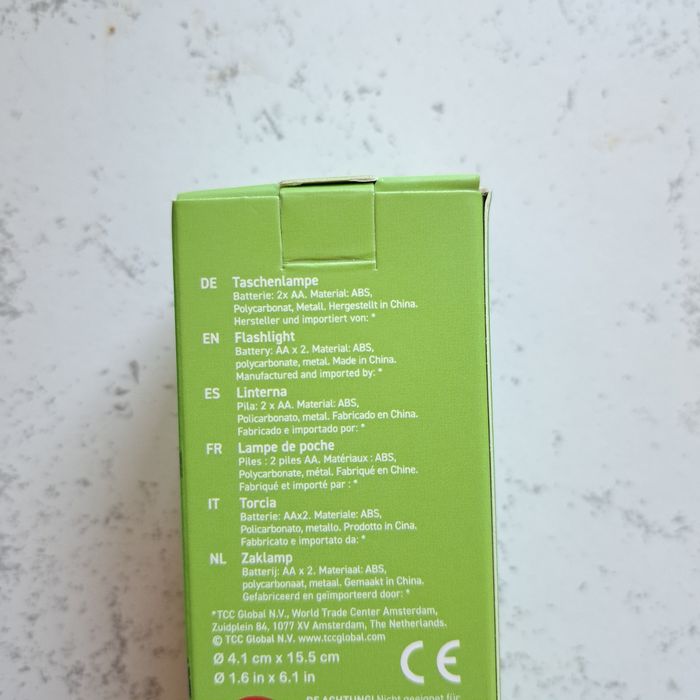 DE Taschenlampe
Batterie: 2x AA. Material: ABS,
Polycarbonat, Metall. Hergestellt in China.
Hersteller und importiert von: *
EN Flashlight
Battery: AA x 2. Material: ABS,
polycarbonate, metal. Made in China.
Manufactured and imported by: *
ES Linterna
Pila: 2 x AA. Material: ABS,
Policarbonato, metal. Fabricado en China.
Fabricado e importado por: *
FR Lampe de poche
Piles : 2 piles AA. Matériaux : ABS,
Polycarbonate, métal. Fabriqué en Chine.
Fabriqué et importé par : *
IT Torcia
Batterie: AAx2. Materiale: ABS,
Policarbonato, metallo. Prodotto in Cina.
Fabbricato e importato da: *
NL Zaklamp
Batterij: AA x 2. Materiaal: ABS,
polycarbonaat, metaal. Gemaakt in China.
Gefabriceerd en geïmporteerd door: *
*TCC Global N.V., World Trade Center Amsterdam,
Zuidplein 84, 1077 XV Amsterdam, The Netherlands.
© TCC Global N.V. www.tccglobal.com
Ø 4.1 cm x 15.5 cm
Ø 1.6 in x 6.1 in
CE
DE ACHTUNG! Nicht geeignet für